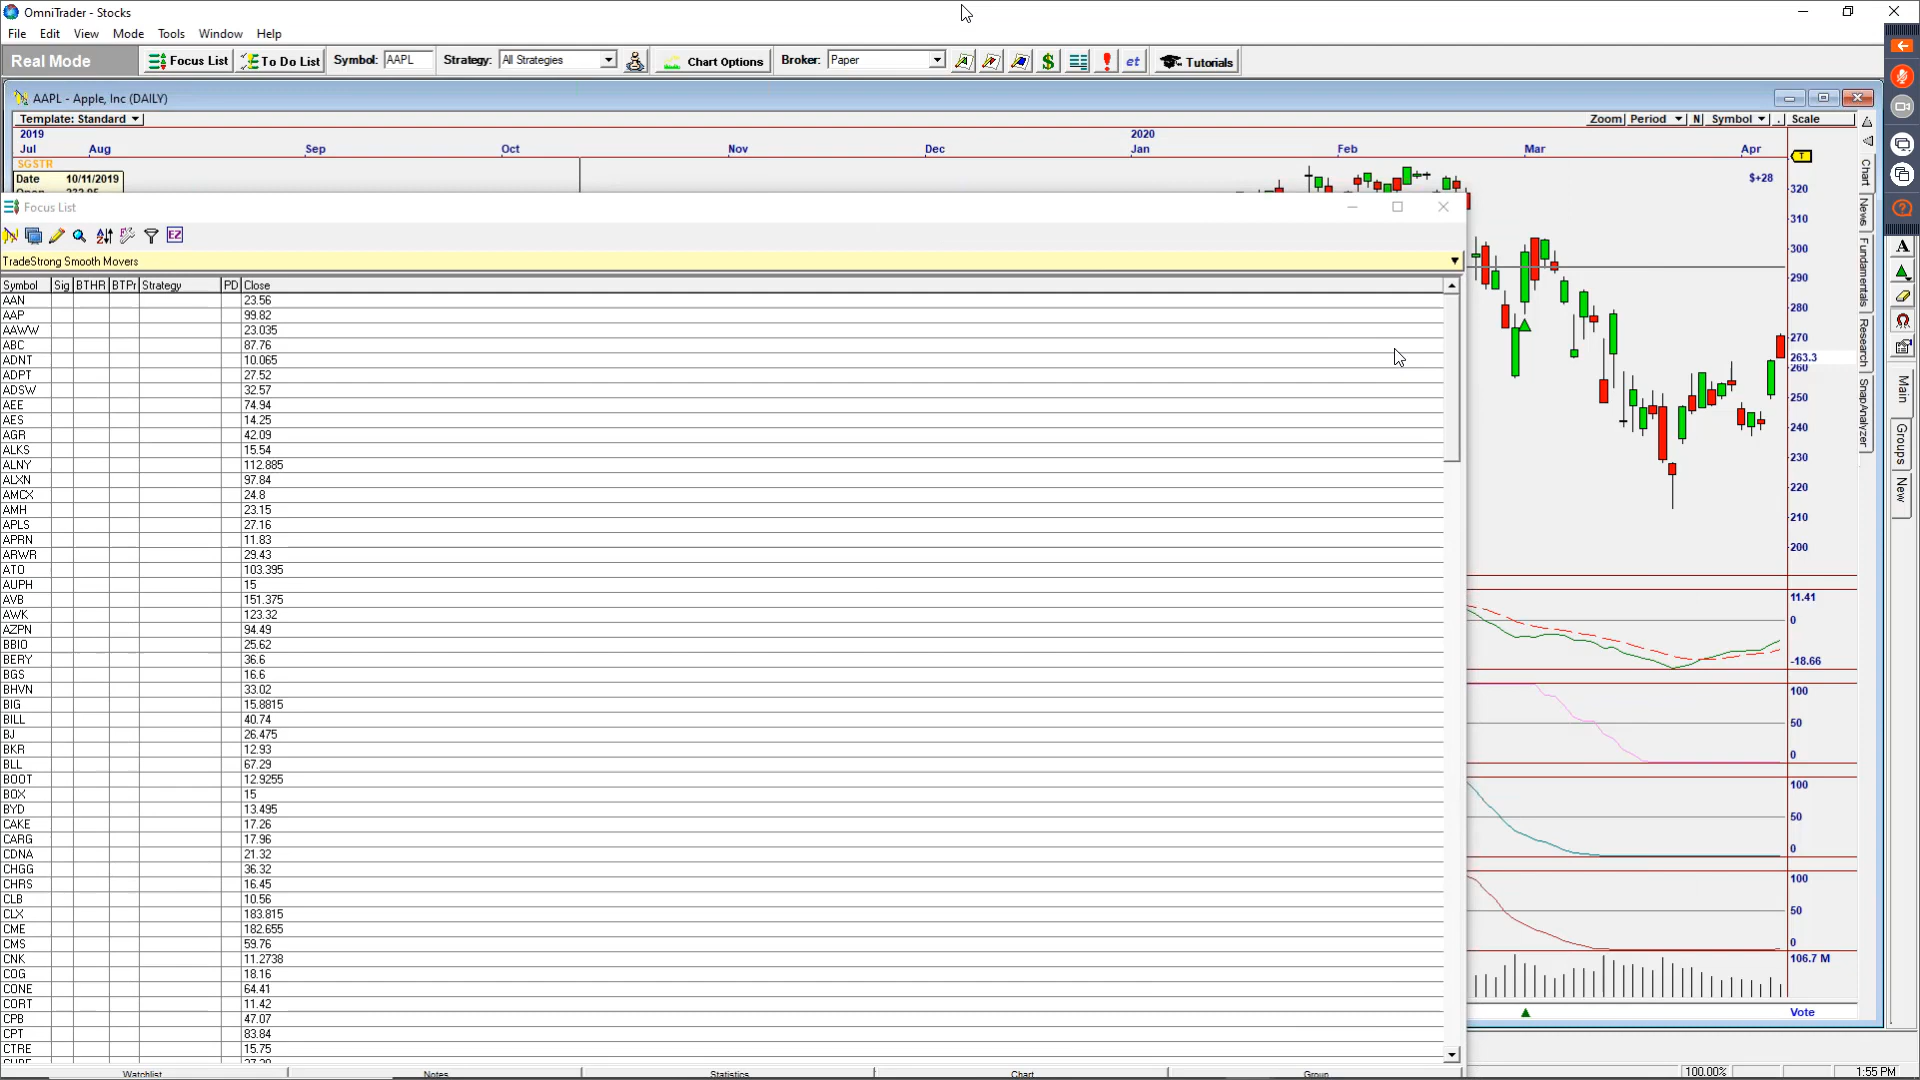 OmniTrader - Stocks
File Edit View Mode Tools Window Help
Real Mode Focus List To Do List Symbol: AAPL Strategy: All Strategies Chart Options Broker: Paper $ ! et Tutorials
AAPL - Apple, Inc (DAILY)
Template: Standard Zoom Period N Symbol . Scale
2019 2020
Jul Aug Sep Oct Nov Dec Jan Feb Mar Apr
SGSTR
T
Date 10/11/2019
$+28
320
310
300
290
280
270
263.3
260
250
240
230
220
210
200
11.41
0
-18.66
100
50
0
100
50
0
100
50
0
106.7 M
Vote
Chart
News
Fundamentals
Research
SnapAnalyzer
A
Main
Groups
New
Focus List
EZ
TradeStrong Smooth Movers
Symbol Sig BTHR BTPr Strategy PD Close
AAN 23.56
AAP 99.82
AAWW 23.035
ABC 87.76
ADNT 10.065
ADPT 27.52
ADSW 32.57
AEE 74.94
AES 14.25
AGR 42.09
ALKS 15.54
ALNY 112.885
ALXN 97.84
AMCX 24.8
AMH 23.15
APLS 27.16
APRN 11.83
ARWR 29.43
ATO 103.395
AUPH 15
AVB 151.375
AWK 123.32
AZPN 94.49
BBIO 25.62
BERY 36.6
BGS 16.6
BHVN 33.02
BIG 15.8815
BILL 40.74
BJ 26.475
BKR 12.93
BLL 67.29
BOOT 12.9255
BOX 15
BYD 13.495
CAKE 17.26
CARG 17.96
CDNA 21.32
CHGG 36.32
CHRS 16.45
CLB 10.56
CLX 183.815
CME 182.655
CMS 59.76
CNK 11.2738
COG 18.16
CONE 64.41
CORT 11.42
CPB 47.07
CPT 83.84
CTRE 15.75
Watchlist Notes Statistics Chart Group
100.00% 1:55 PM